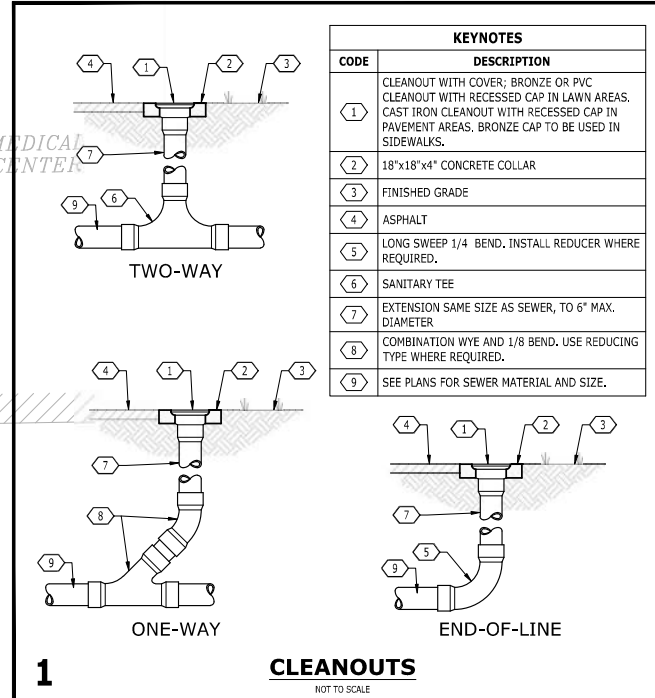 KEYNOTES
CODE DESCRIPTION
1 CLEANOUT WITH COVER; BRONZE OR PVC
CLEANOUT WITH RECESSED CAP IN LAWN AREAS.
CAST IRON CLEANOUT WITH RECESSED CAP IN
PAVEMENT AREAS. BRONZE CAP TO BE USED IN
SIDEWALKS.
2 18"x18"x4" CONCRETE COLLAR
3 FINISHED GRADE
4 ASPHALT
5 LONG SWEEP 1/4 BEND. INSTALL REDUCER WHERE
REQUIRED.
6 SANITARY TEE
7 EXTENSION SAME SIZE AS SEWER, TO 6" MAX.
DIAMETER
8 COMBINATION WYE AND 1/8 BEND. USE REDUCING
TYPE WHERE REQUIRED.
9 SEE PLANS FOR SEWER MATERIAL AND SIZE.
4 1 2 3
MEDICAL
CENTER
7
9 6
TWO-WAY
4 1 2 3
7
8
9
ONE-WAY
4 1 2 3
7
5
9
END-OF-LINE
1 CLEANOUTS
NOT TO SCALE